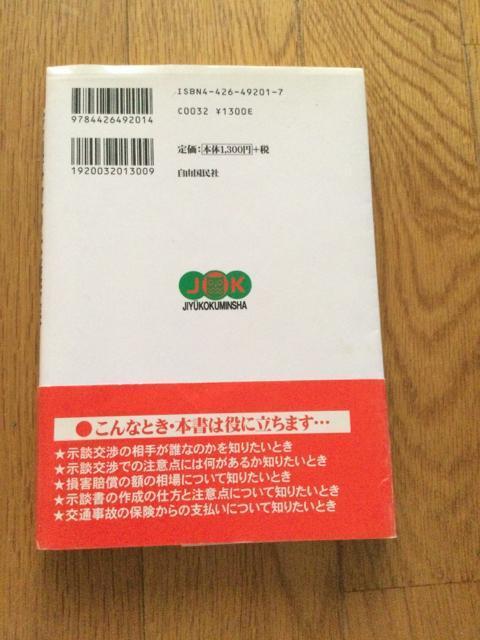 ISBN4-426-49201-7
9784426492014
C0032 ¥1300E
定価:本体1,300円+税
1920032013009
自由国民社
JK
JIYŪKOKUMINSHA
●こんなとき・本書は役に立ちます…
★示談交渉の相手が誰なのかを知りたいとき
★示談交渉での注意点には何があるか知りたいとき
★損害賠償の額の相場について知りたいとき
★示談書の作成の仕方と注意点について知りたいとき
★交通事故の保険からの支払いについて知りたいとき